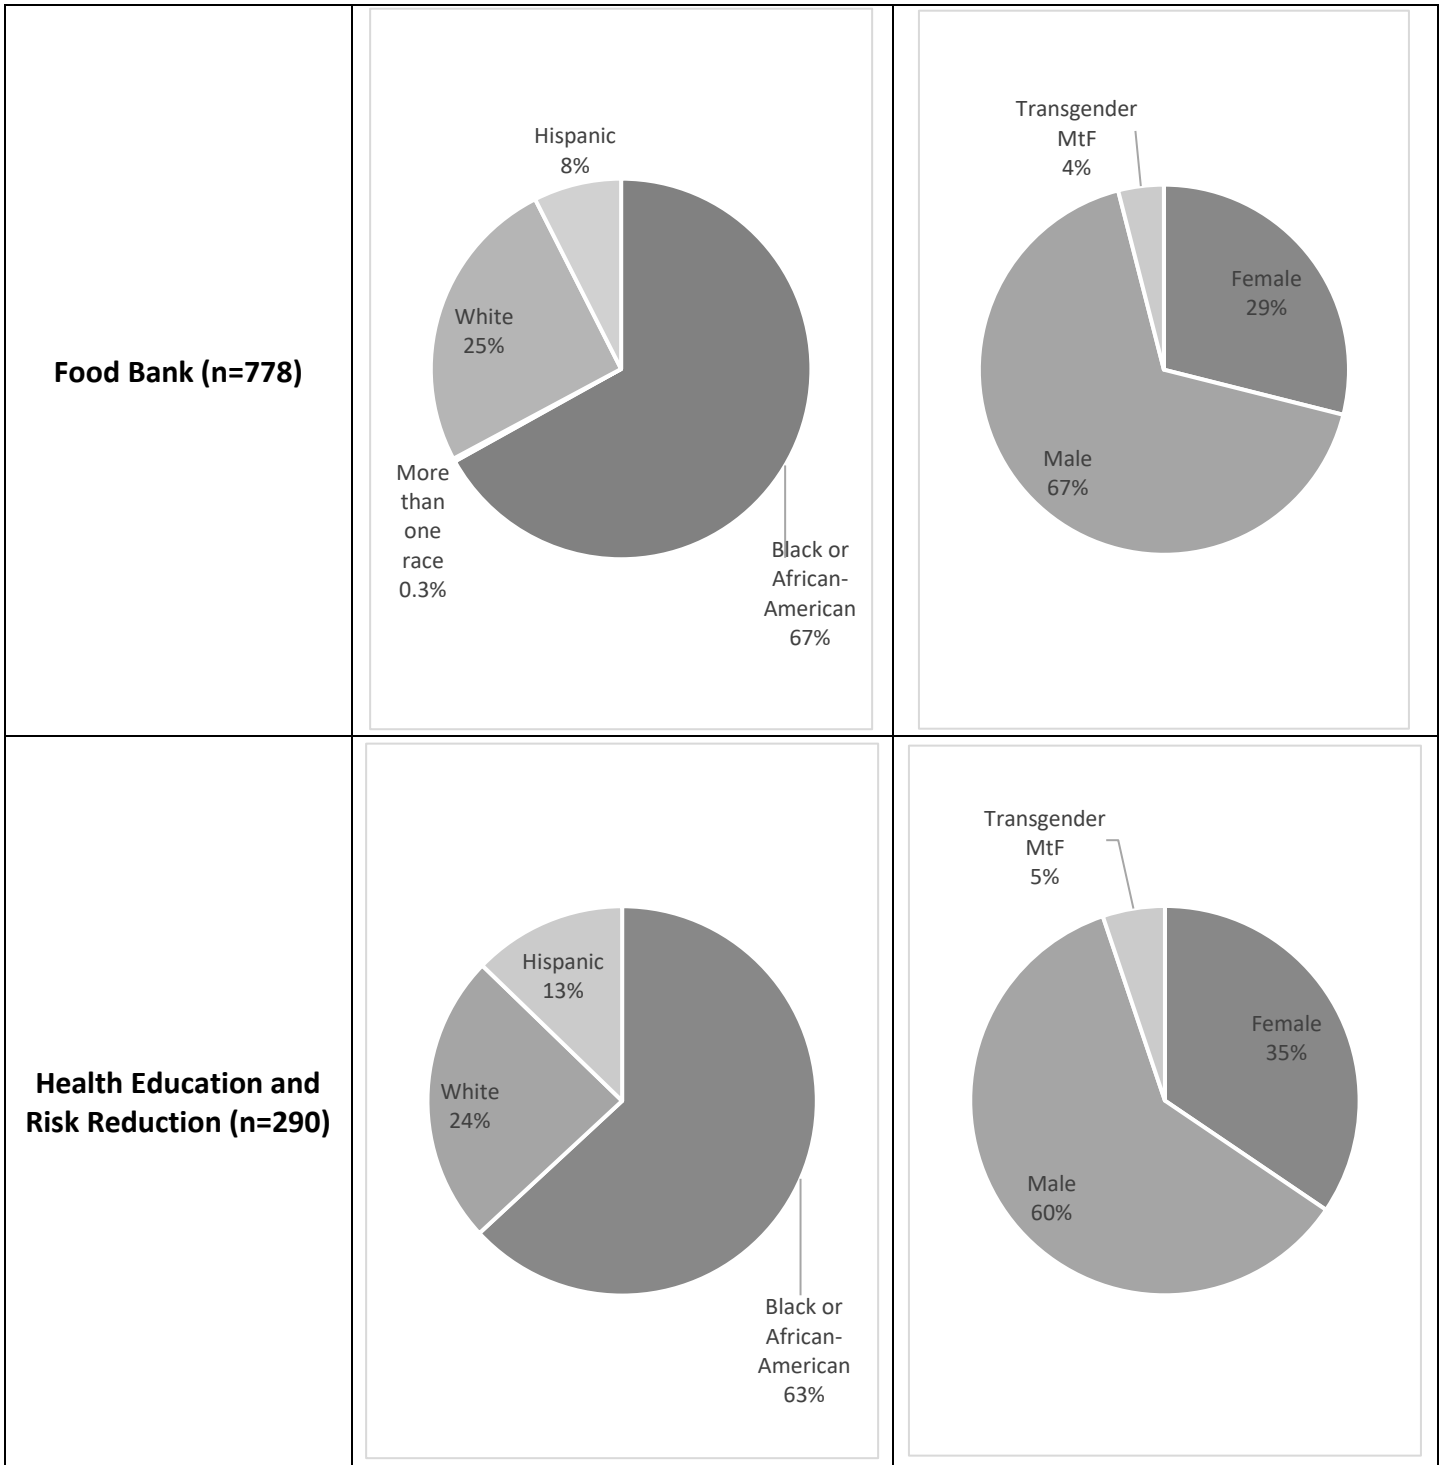 Food Bank (n=778)
Hispanic
8%
White
25%
More
than
one
race
0.3%
Black or
African-
American
67%
Transgender
MtF
4%
Female
29%
Male
67%
Health Education and
Risk Reduction (n=290)
Hispanic
13%
White
24%
Black or
African-
American
63%
Transgender
MtF
5%
Female
35%
Male
60%